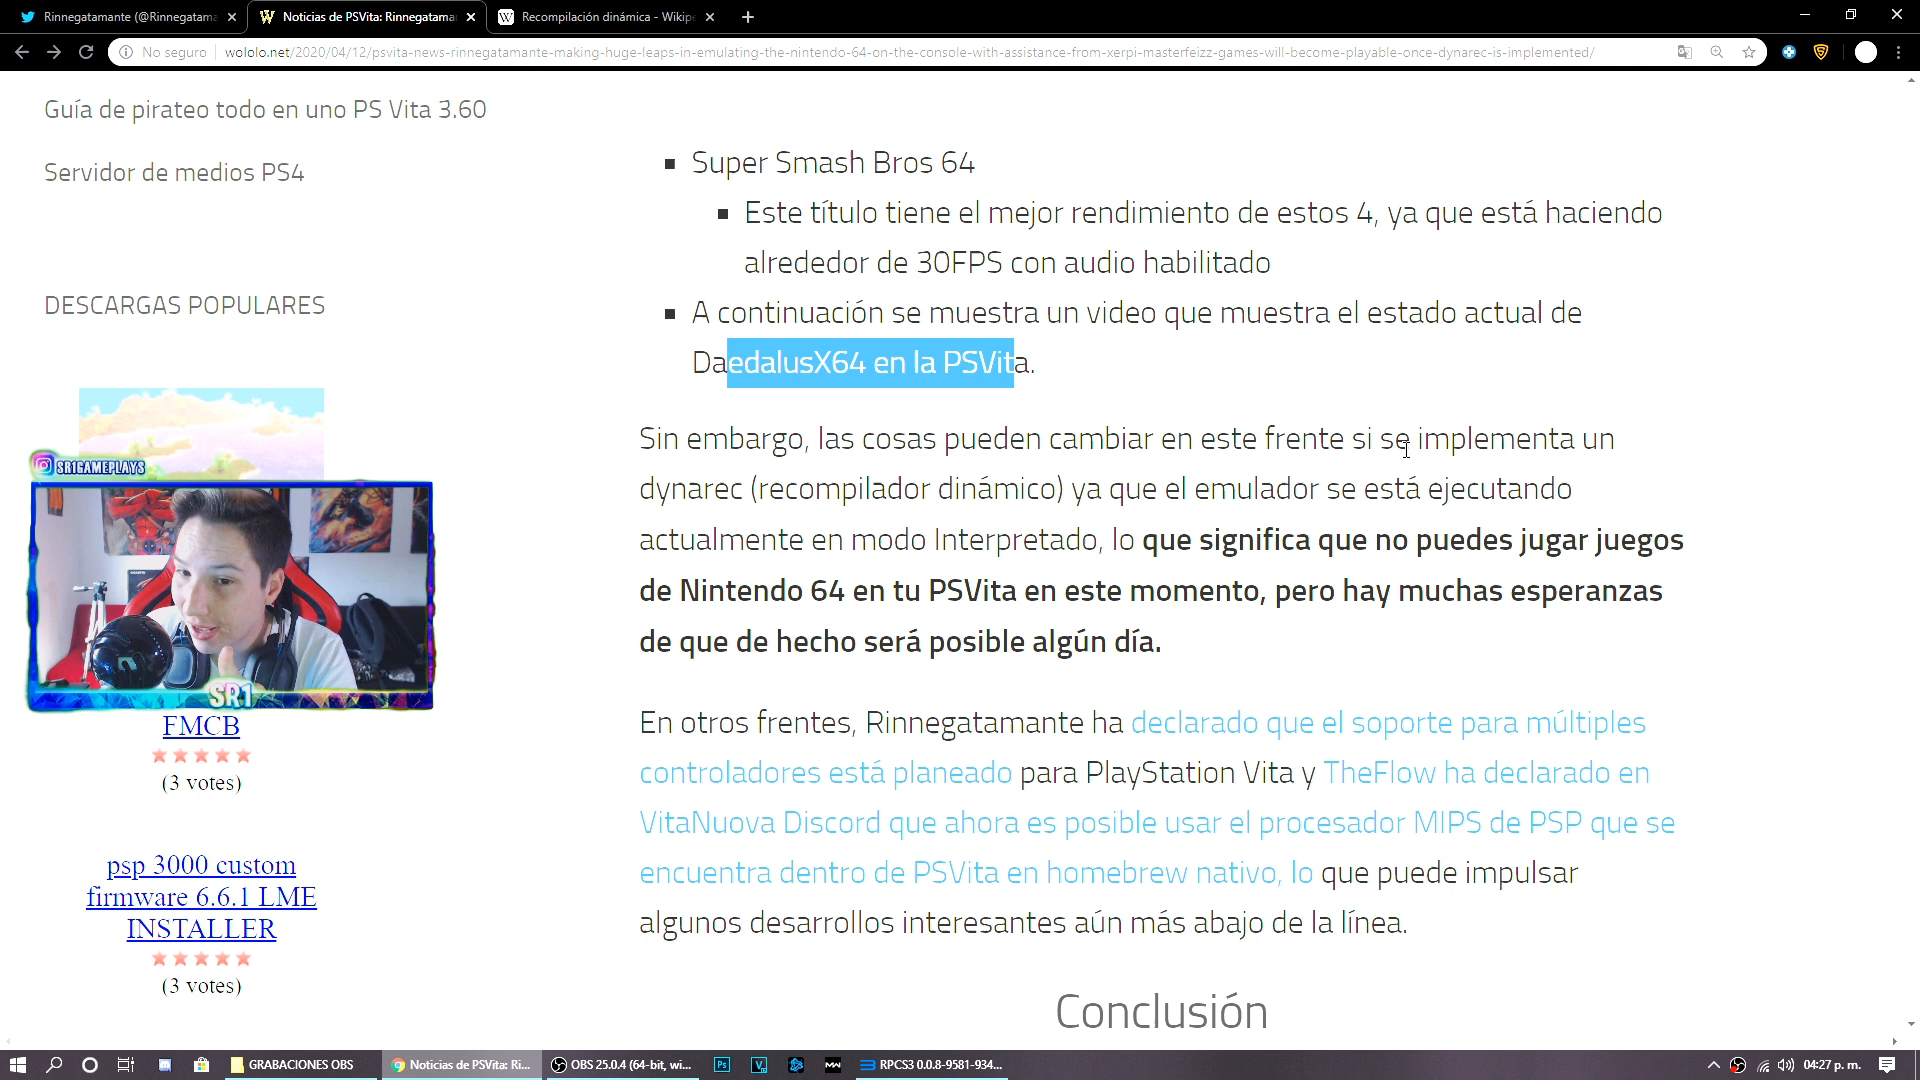 Rinnegatamante (@Rinnegatama
Noticias de PSVita: Rinnegatama
Recompilación dinámica - Wikipe
No seguro
wololo.net/2020/04/12/psvita-news-rinnegatamante-making-huge-leaps-in-emulating-the-nintendo-64-on-the-console-with-assistance-from-xerpi-masterfeizz-games-will-become-playable-once-dynarec-is-implemented/
Guía de pirateo todo en uno PS Vita 3.60
Servidor de medios PS4
DESCARGAS POPULARES
SR1GAMEPLAYS
SR1
FMCB
(3 votes)
psp 3000 custom
firmware 6.6.1 LME
INSTALLER
(3 votes)
Super Smash Bros 64
Este título tiene el mejor rendimiento de estos 4, ya que está haciendo
alrededor de 30FPS con audio habilitado
A continuación se muestra un video que muestra el estado actual de
DaedalusX64 en la PSVita.
Sin embargo, las cosas pueden cambiar en este frente si se implementa un
dynarec (recompilador dinámico) ya que el emulador se está ejecutando
actualmente en modo Interpretado, lo que significa que no puedes jugar juegos
de Nintendo 64 en tu PSVita en este momento, pero hay muchas esperanzas
de que de hecho será posible algún día.
En otros frentes, Rinnegatamante ha declarado que el soporte para múltiples
controladores está planeado para PlayStation Vita y TheFlow ha declarado en
VitaNuova Discord que ahora es posible usar el procesador MIPS de PSP que se
encuentra dentro de PSVita en homebrew nativo, lo que puede impulsar
algunos desarrollos interesantes aún más abajo de la línea.
Conclusión
GRABACIONES OBS
Noticias de PSVita: Ri...
OBS 25.0.4 (64-bit, wi...
Ps
RPCS3 0.0.8-9581-934...
04:27 p. m.